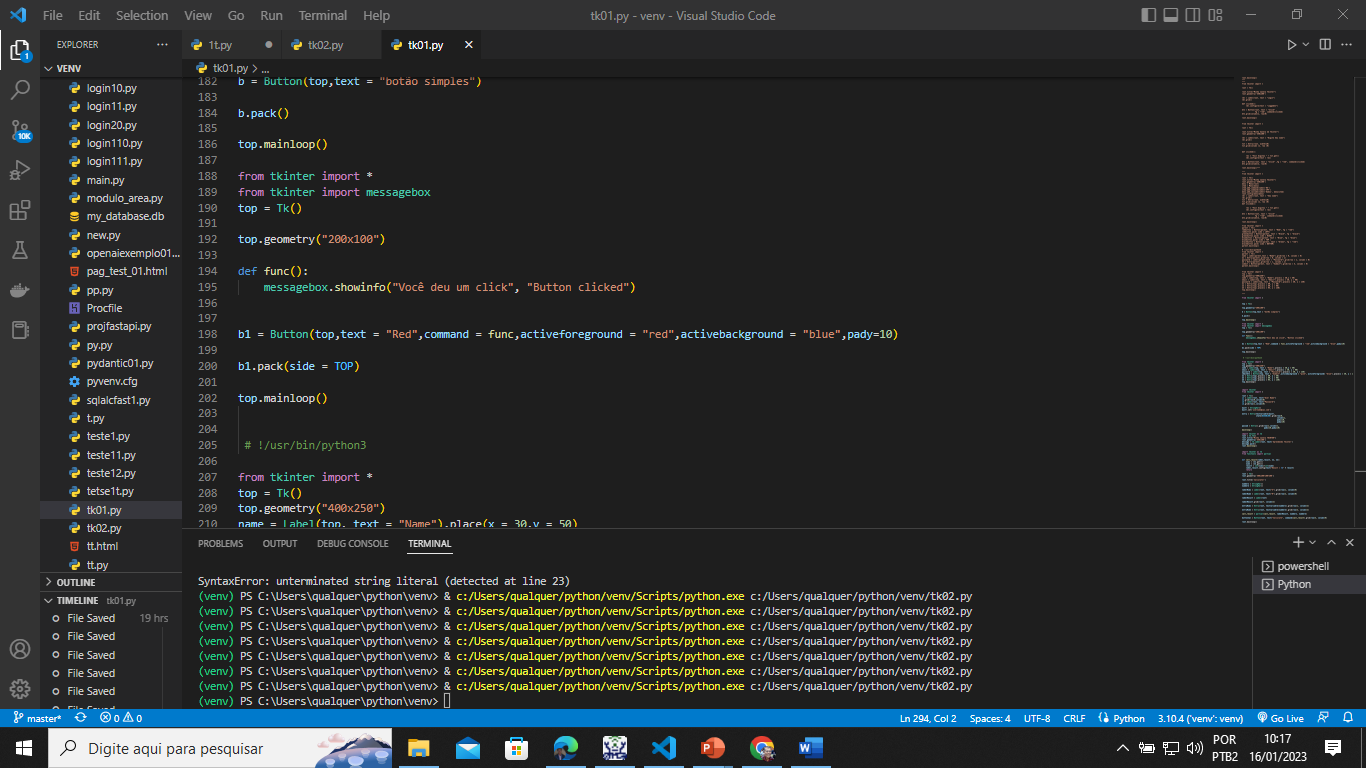 File Edit Selection View Go Run Terminal Help
tk01.py - venv - Visual Studio Code
EXPLORER
1t.py
tk02.py
tk01.py
VENV
tk01.py > ...
login10.py
login11.py
login20.py
login110.py
login111.py
main.py
modulo_area.py
my_database.db
new.py
openaiexemplo01...
pag_test_01.html
pp.py
Procfile
projfastapi.py
py.py
pydantic01.py
pyvenv.cfg
sqlalcfast1.py
t.py
teste1.py
teste11.py
teste12.py
tetse1t.py
tk01.py
tk02.py
tt.html
tt.py
OUTLINE
TIMELINE tk01.py
File Saved 19 hrs
File Saved
File Saved
File Saved
File Saved
1
10K
182 b = Button(top,text = "botão simples")
183
184 b.pack()
185
186 top.mainloop()
187
188 from tkinter import *
189 from tkinter import messagebox
190 top = Tk()
191
192 top.geometry("200x100")
193
194 def func():
195 messagebox.showinfo("Você deu um click", "Button clicked")
196
197
198 b1 = Button(top,text = "Red",command = func,activeforeground = "red",activebackground = "blue",pady=10)
199
200 b1.pack(side = TOP)
201
202 top.mainloop()
203
204
205 # !/usr/bin/python3
206
207 from tkinter import *
208 top = Tk()
209 top.geometry("400x250")
210 name = Label(top, text = "Name").place(x = 30,y = 50)
PROBLEMS OUTPUT DEBUG CONSOLE TERMINAL
SyntaxError: unterminated string literal (detected at line 23)
(venv) PS C:\Users\qualquer\python\venv> & c:/Users/qualquer/python/venv/Scripts/python.exe c:/Users/qualquer/python/venv/tk02.py
(venv) PS C:\Users\qualquer\python\venv> & c:/Users/qualquer/python/venv/Scripts/python.exe c:/Users/qualquer/python/venv/tk02.py
(venv) PS C:\Users\qualquer\python\venv> & c:/Users/qualquer/python/venv/Scripts/python.exe c:/Users/qualquer/python/venv/tk02.py
(venv) PS C:\Users\qualquer\python\venv> & c:/Users/qualquer/python/venv/Scripts/python.exe c:/Users/qualquer/python/venv/tk02.py
(venv) PS C:\Users\qualquer\python\venv> & c:/Users/qualquer/python/venv/Scripts/python.exe c:/Users/qualquer/python/venv/tk02.py
(venv) PS C:\Users\qualquer\python\venv> & c:/Users/qualquer/python/venv/Scripts/python.exe c:/Users/qualquer/python/venv/tk02.py
(venv) PS C:\Users\qualquer\python\venv> & c:/Users/qualquer/python/venv/Scripts/python.exe c:/Users/qualquer/python/venv/tk02.py
(venv) PS C:\Users\qualquer\python\venv>
powershell
Python
master* 0 0 Ln 294, Col 2 Spaces: 4 UTF-8 CRLF Python 3.10.4 ('venv': venv) Go Live
Digite aqui para pesquisar
POR
PTB2
10:17
16/01/2023